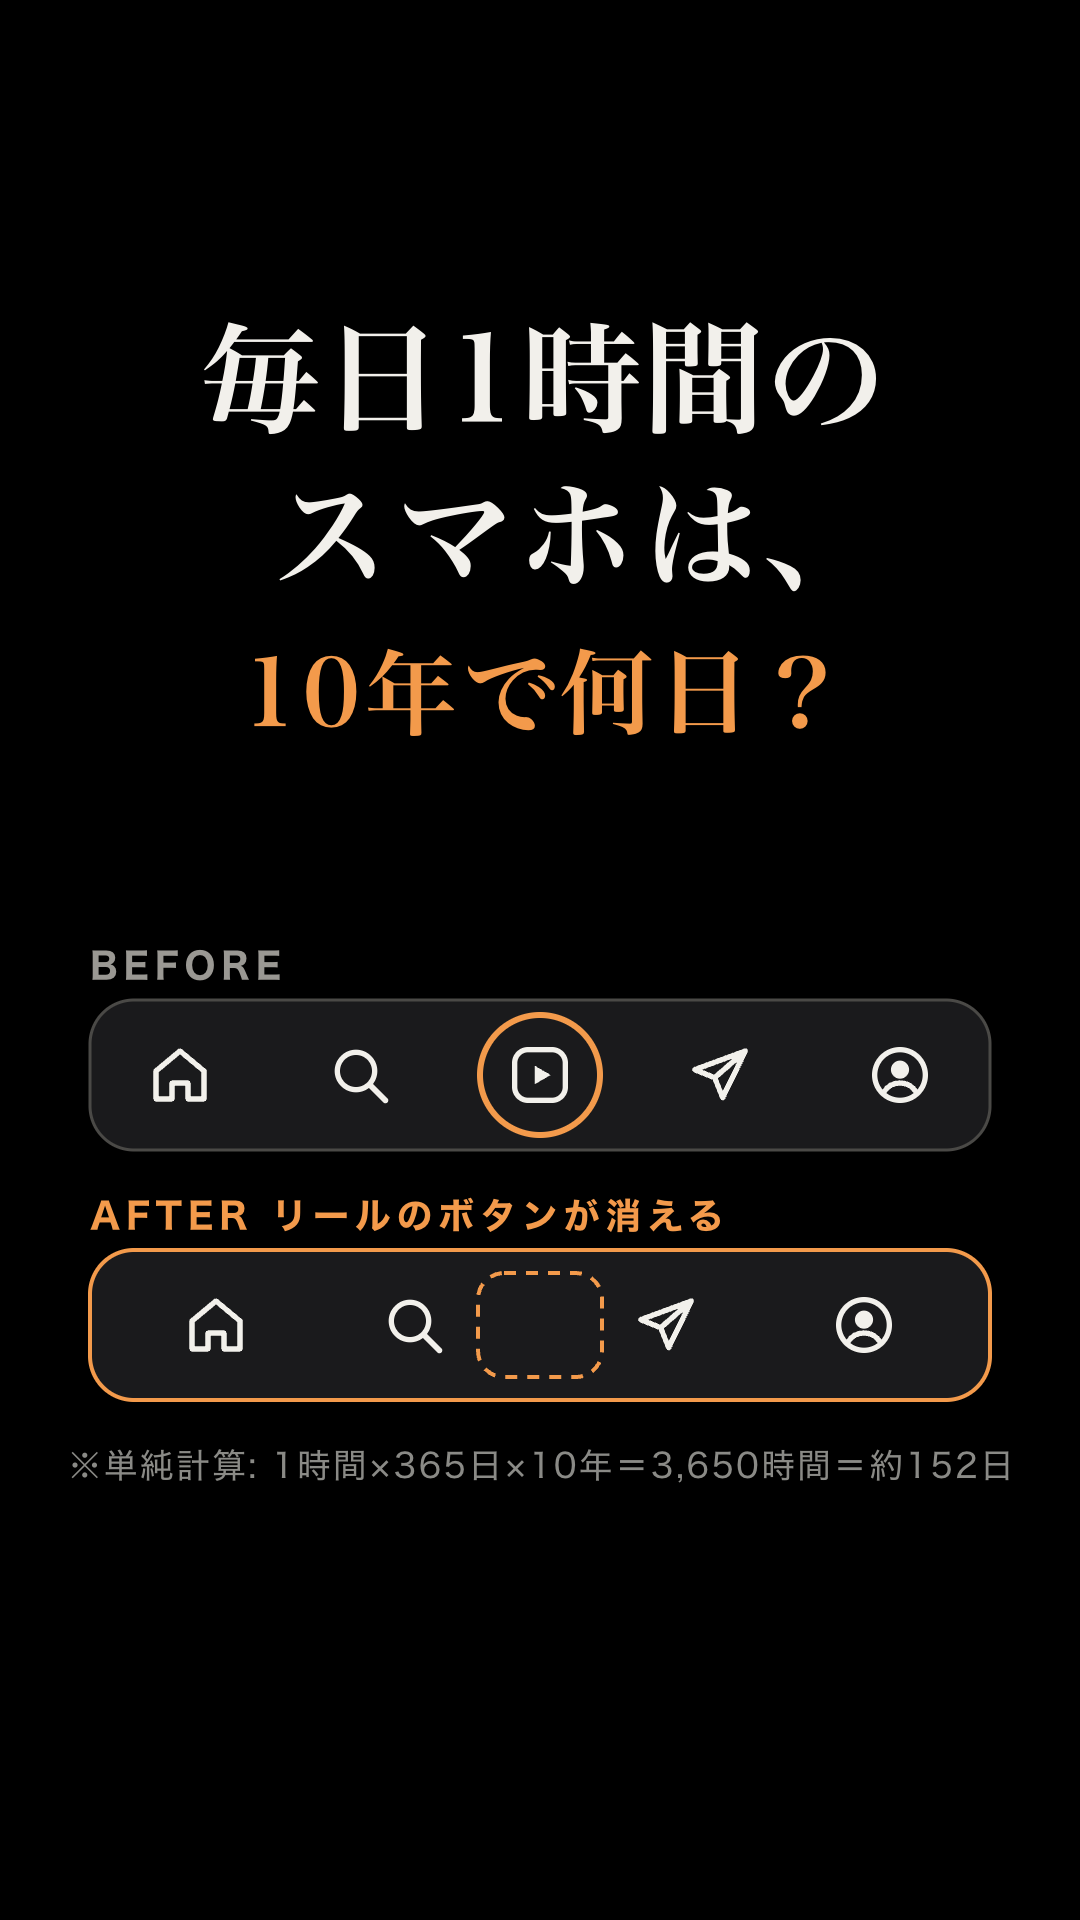 毎日1時間の
スマホは、
10年で何日？
BEFORE
AFTER リールのボタンが消える
※単純計算: 1時間×365日×10年＝3,650時間＝約152日